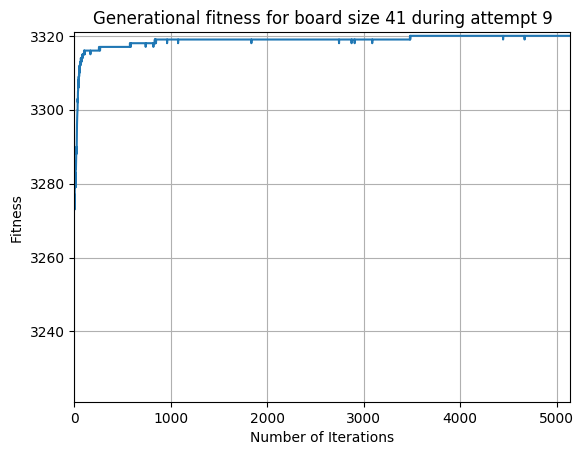 Generational fitness for board size 41 during attempt 9
3320
3300
3280
3260
3240
Fitness
0 1000 2000 3000 4000 5000
Number of Iterations